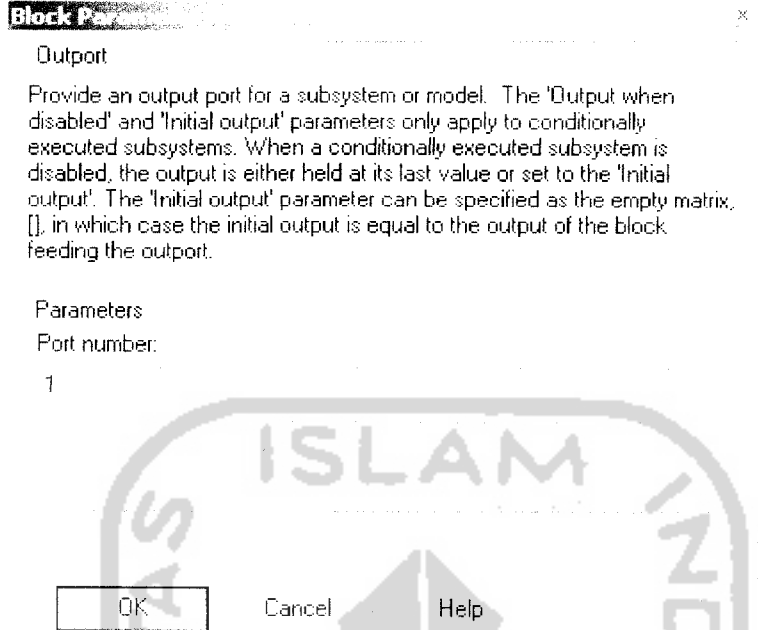 Block Param
Outport
Provide an output port for a subsystem or model. The 'Output when
disabled' and 'Initial output' parameters only apply to conditionally
executed subsystems. When a conditionally executed subsystem is
disabled, the output is either held at its last value or set to the 'Initial
output'. The 'Initial output' parameter can be specified as the empty matrix,
[], in which case the initial output is equal to the output of the block
feeding the outport.
Parameters
Port number:
1
ISLAM
AS
OK
Cancel
Help